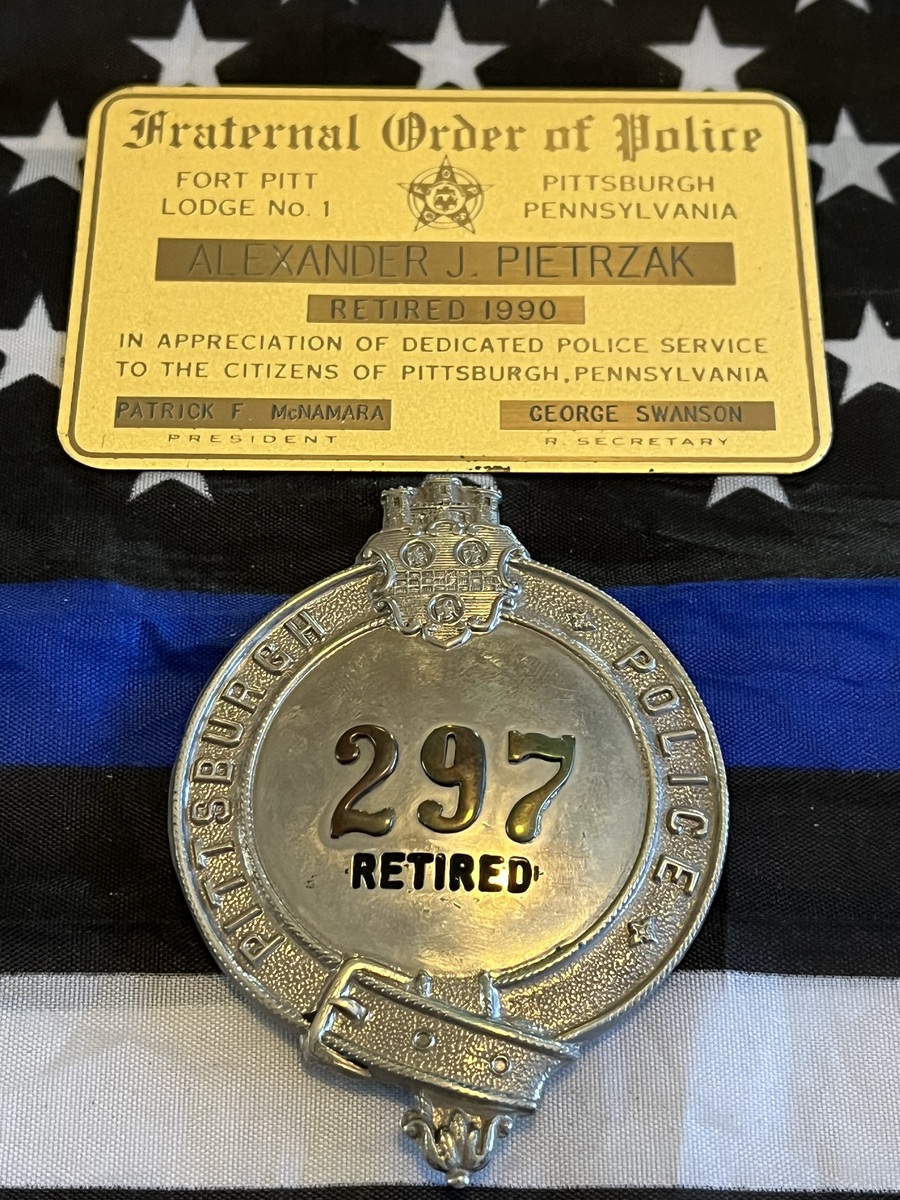 Fraternal Order of Police
FORT PITT
LODGE No. 1
PITTSBURGH
PENNSYLVANIA
ALEXANDER J. PIETRZAK
RETIRED 1990
IN APPRECIATION OF DEDICATED POLICE SERVICE
TO THE CITIZENS OF PITTSBURGH, PENNSYLVANIA
PATRICK F. McNAMARA
PRESIDENT
GEORGE SWANSON
R. SECRETARY
PITTSBURGH POLICE
297
RETIRED